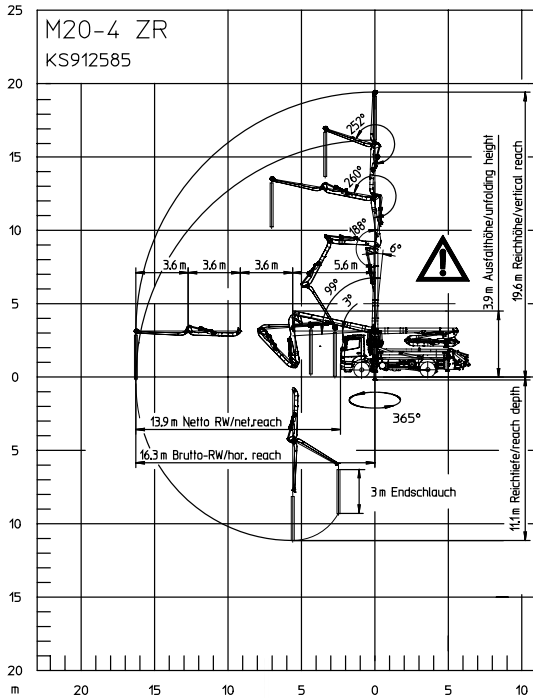 M20-4 ZR
KS912585
25
20
15
10
5
0
5
10
15
20
m
20
15
10
5
0
5
10
252°
260°
188°
6°
99°
3°
3,6 m
3,6 m
3,6 m
5,6 m
3,9 m Ausfalthöhe/unfolding height
19,6 m Reichhöhe/vertical reach
365°
13.9 m Netto RW/net.reach
16.3 m Brutto-RW/hor. reach
3 m Endschlauch
11,1 m Reichtiefe/reach depth